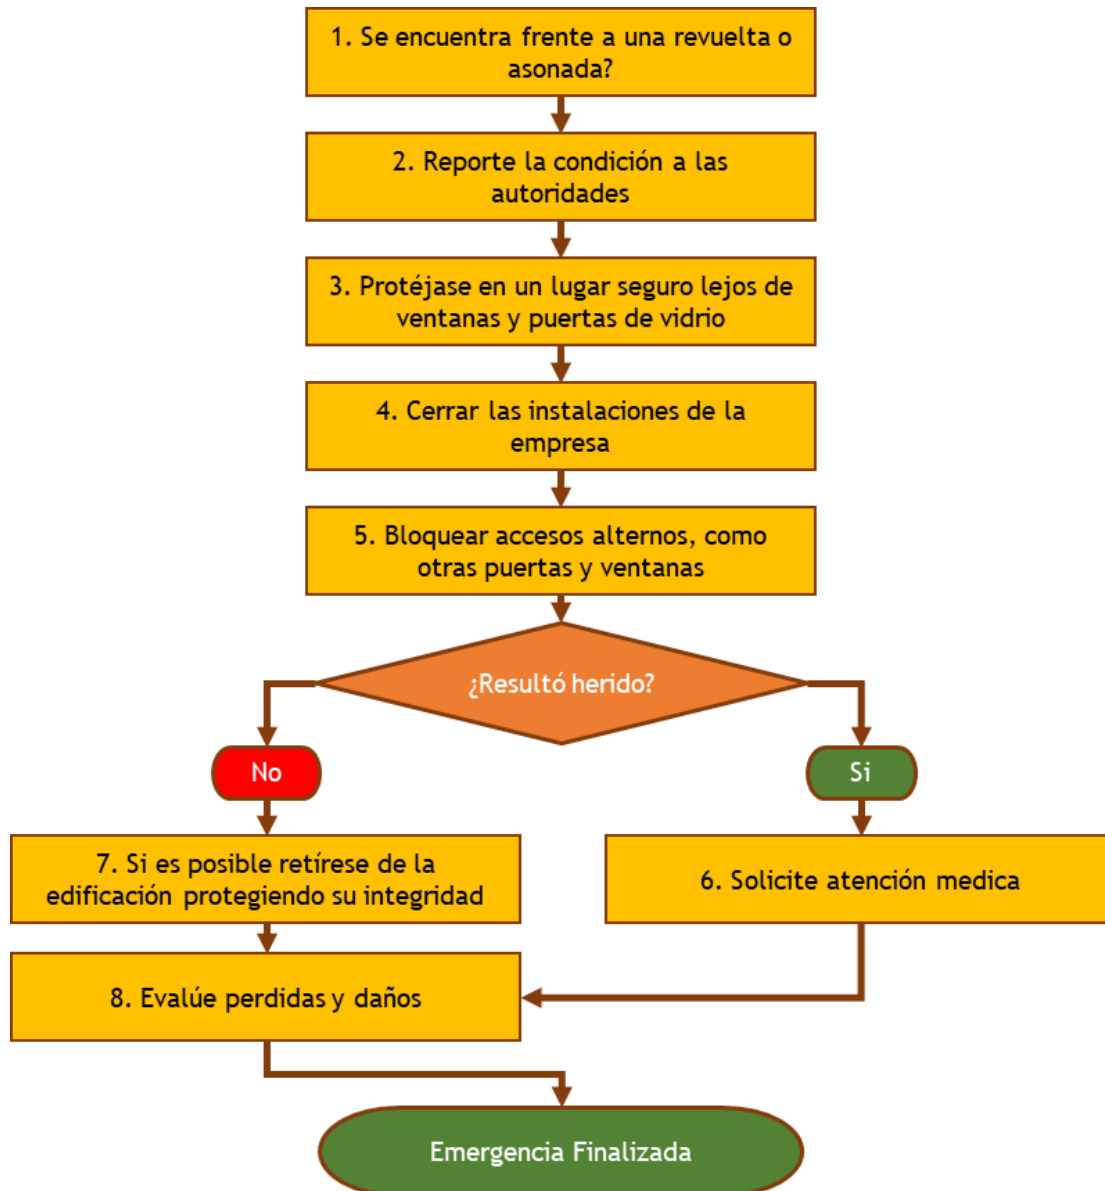 1. Se encuentra frente a una revuelta o
asonada?
2. Reporte la condición a las
autoridades
3. Protéjase en un lugar seguro lejos de
ventanas y puertas de vidrio
4. Cerrar las instalaciones de la
empresa
5. Bloquear accesos alternos, como
otras puertas y ventanas
¿Resultó herido?
No
Si
7. Si es posible retírese de la
edificación protegiendo su integridad
6. Solicite atención medica
8. Evalúe perdidas y daños
Emergencia Finalizada